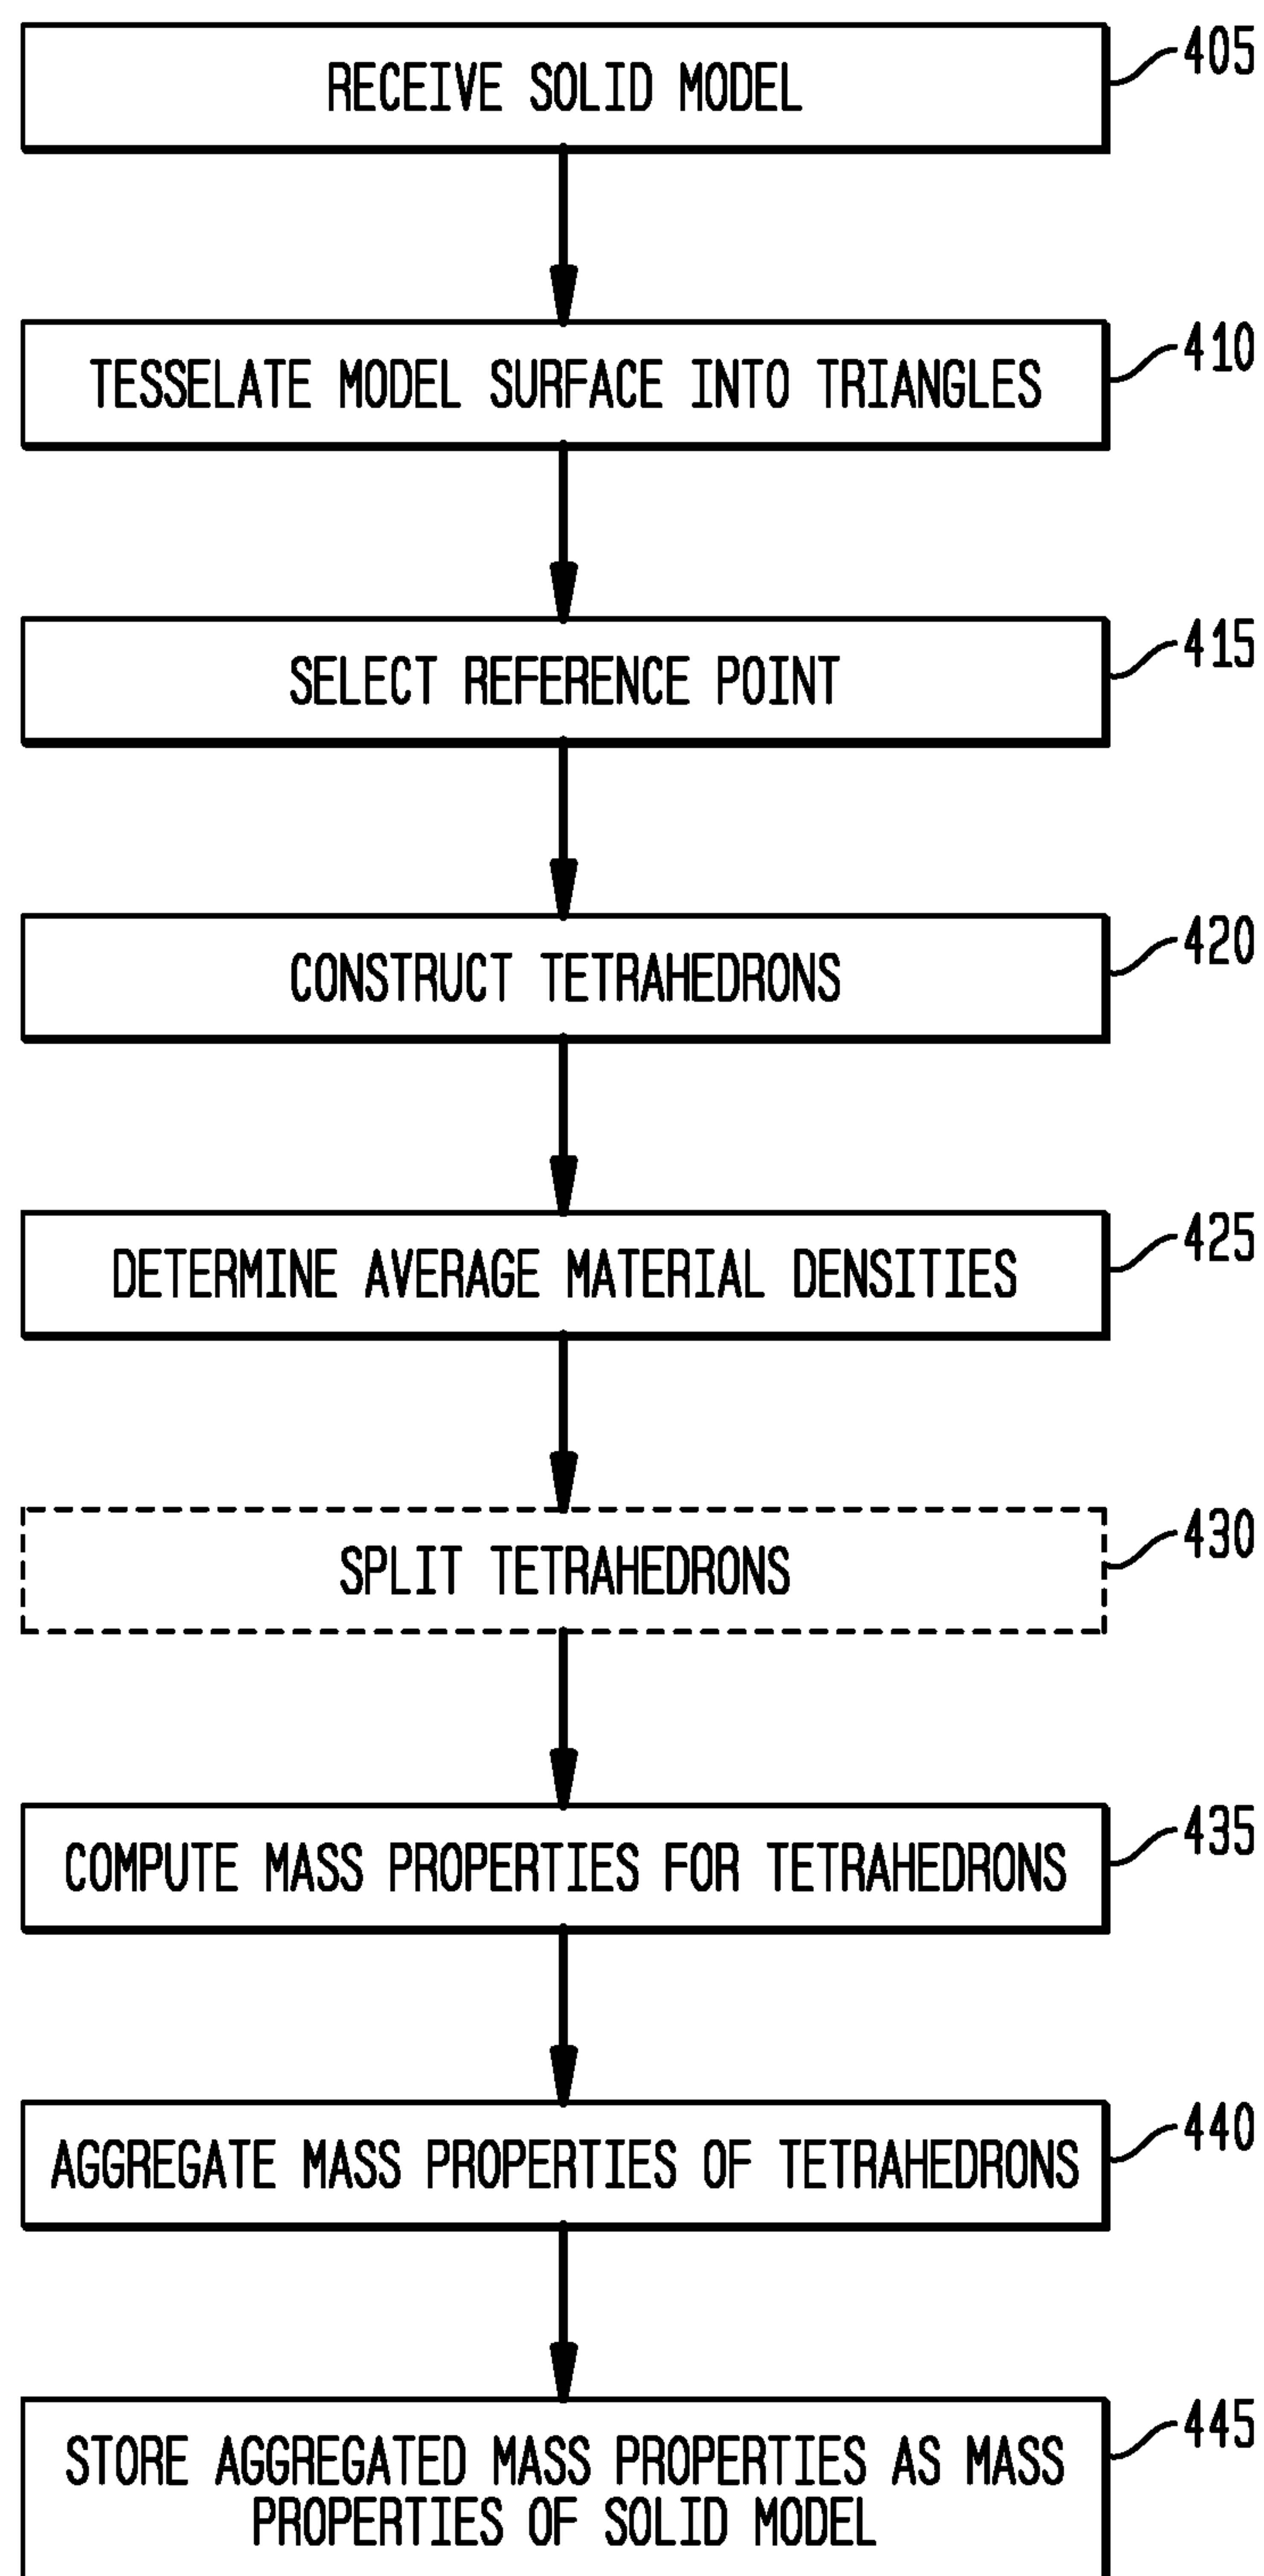 RECEIVE SOLID MODEL
405
TESSELATE MODEL SURFACE INTO TRIANGLES
410
SELECT REFERENCE POINT
415
CONSTRUCT TETRAHEDRONS
420
DETERMINE AVERAGE MATERIAL DENSITIES
425
SPLIT TETRAHEDRONS
430
COMPUTE MASS PROPERTIES FOR TETRAHEDRONS
435
AGGREGATE MASS PROPERTIES OF TETRAHEDRONS
440
STORE AGGREGATED MASS PROPERTIES AS MASS
PROPERTIES OF SOLID MODEL
445